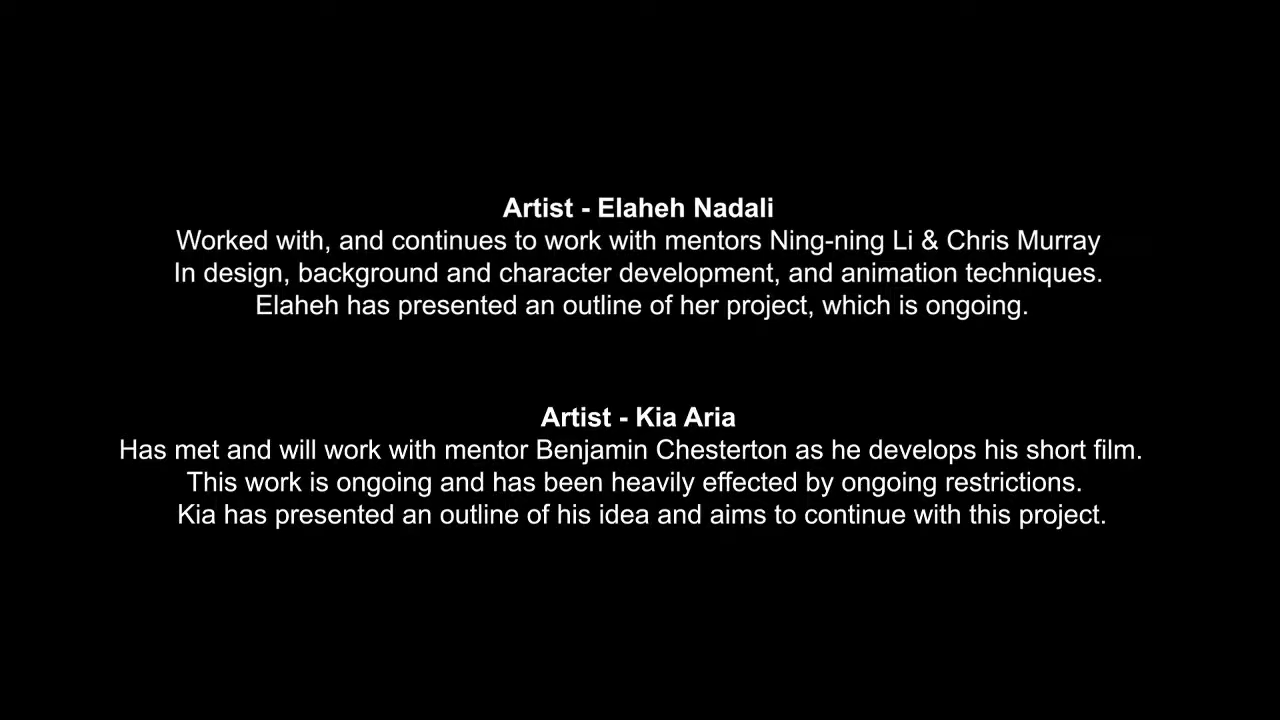 Artist - Elaheh Nadali
Worked with, and continues to work with mentors Ning-ning Li & Chris Murray
In design, background and character development, and animation techniques.
Elaheh has presented an outline of her project, which is ongoing.
Artist - Kia Aria
Has met and will work with mentor Benjamin Chesterton as he develops his short film.
This work is ongoing and has been heavily effected by ongoing restrictions.
Kia has presented an outline of his idea and aims to continue with this project.